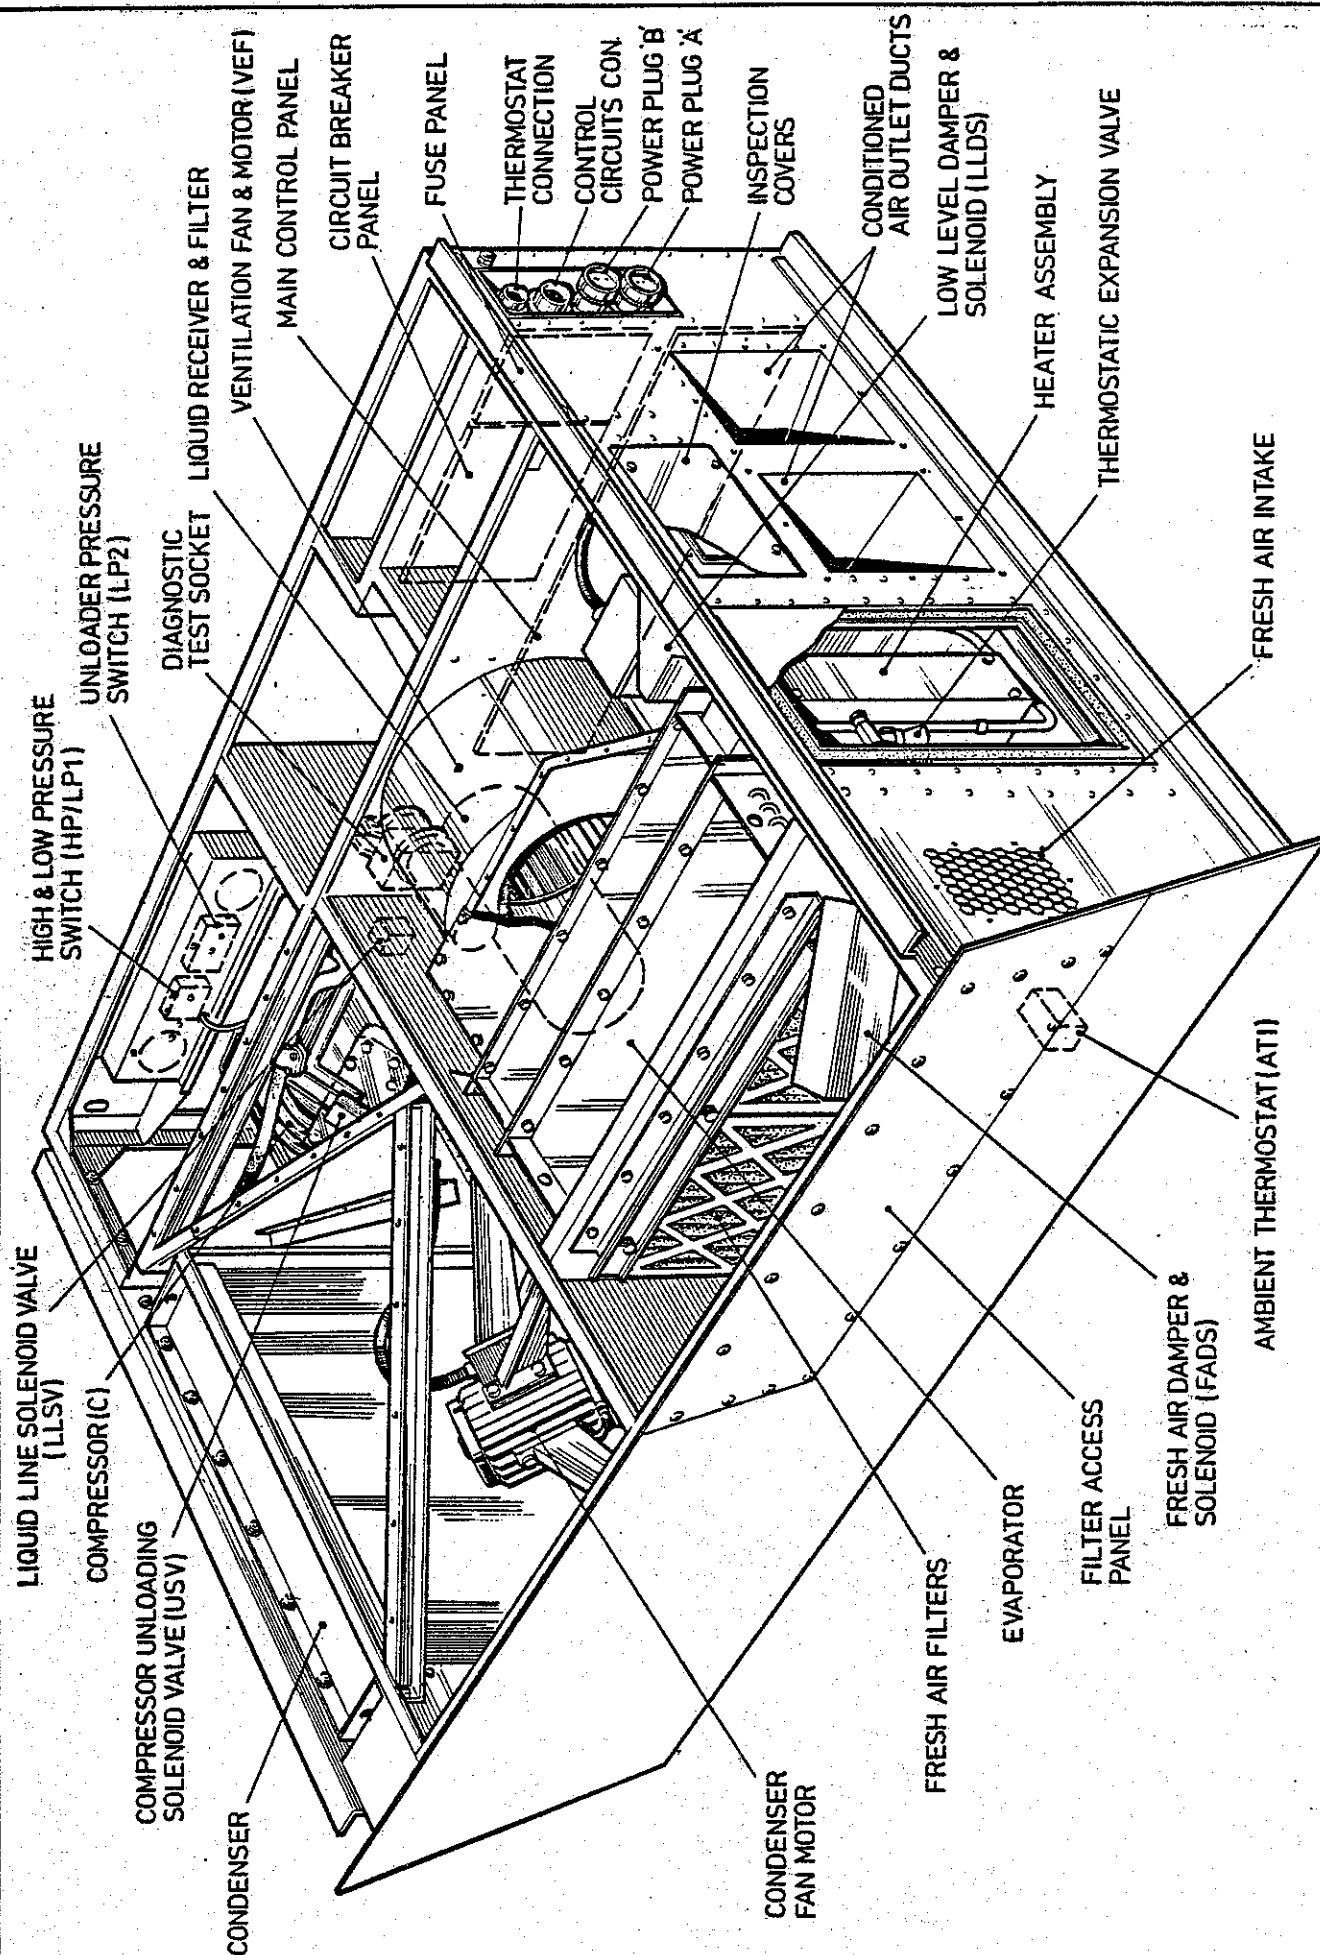 LIQUID LINE SOLENOID VALVE
(LLSV)
COMPRESSOR(C)
COMPRESSOR UNLOADING
SOLENOID VALVE(USV)
CONDENSER
HIGH & LOW PRESSURE
SWITCH (HP/LP1)
UNLOADER PRESSURE
SWITCH (LP2)
DIAGNOSTIC
TEST SOCKET
LIQUID RECEIVER & FILTER
VENTILATION FAN & MOTOR(VEF)
MAIN CONTROL PANEL
CIRCUIT BREAKER
PANEL
FUSE PANEL
THERMOSTAT
CONNECTION
CONTROL
CIRCUITS CON.
POWER PLUG 'B'
POWER PLUG 'A'
INSPECTION
COVERS
CONDITIONED
AIR OUTLET DUCTS
LOW LEVEL DAMPER &
SOLENOID (LLDS)
HEATER ASSEMBLY
THERMOSTATIC EXPANSION VALVE
FRESH AIR INTAKE
AMBIENT THERMOSTAT(AT1)
FRESH AIR DAMPER &
SOLENOID (FADS)
FILTER ACCESS
PANEL
EVAPORATOR
FRESH AIR FILTERS
CONDENSER
FAN MOTOR